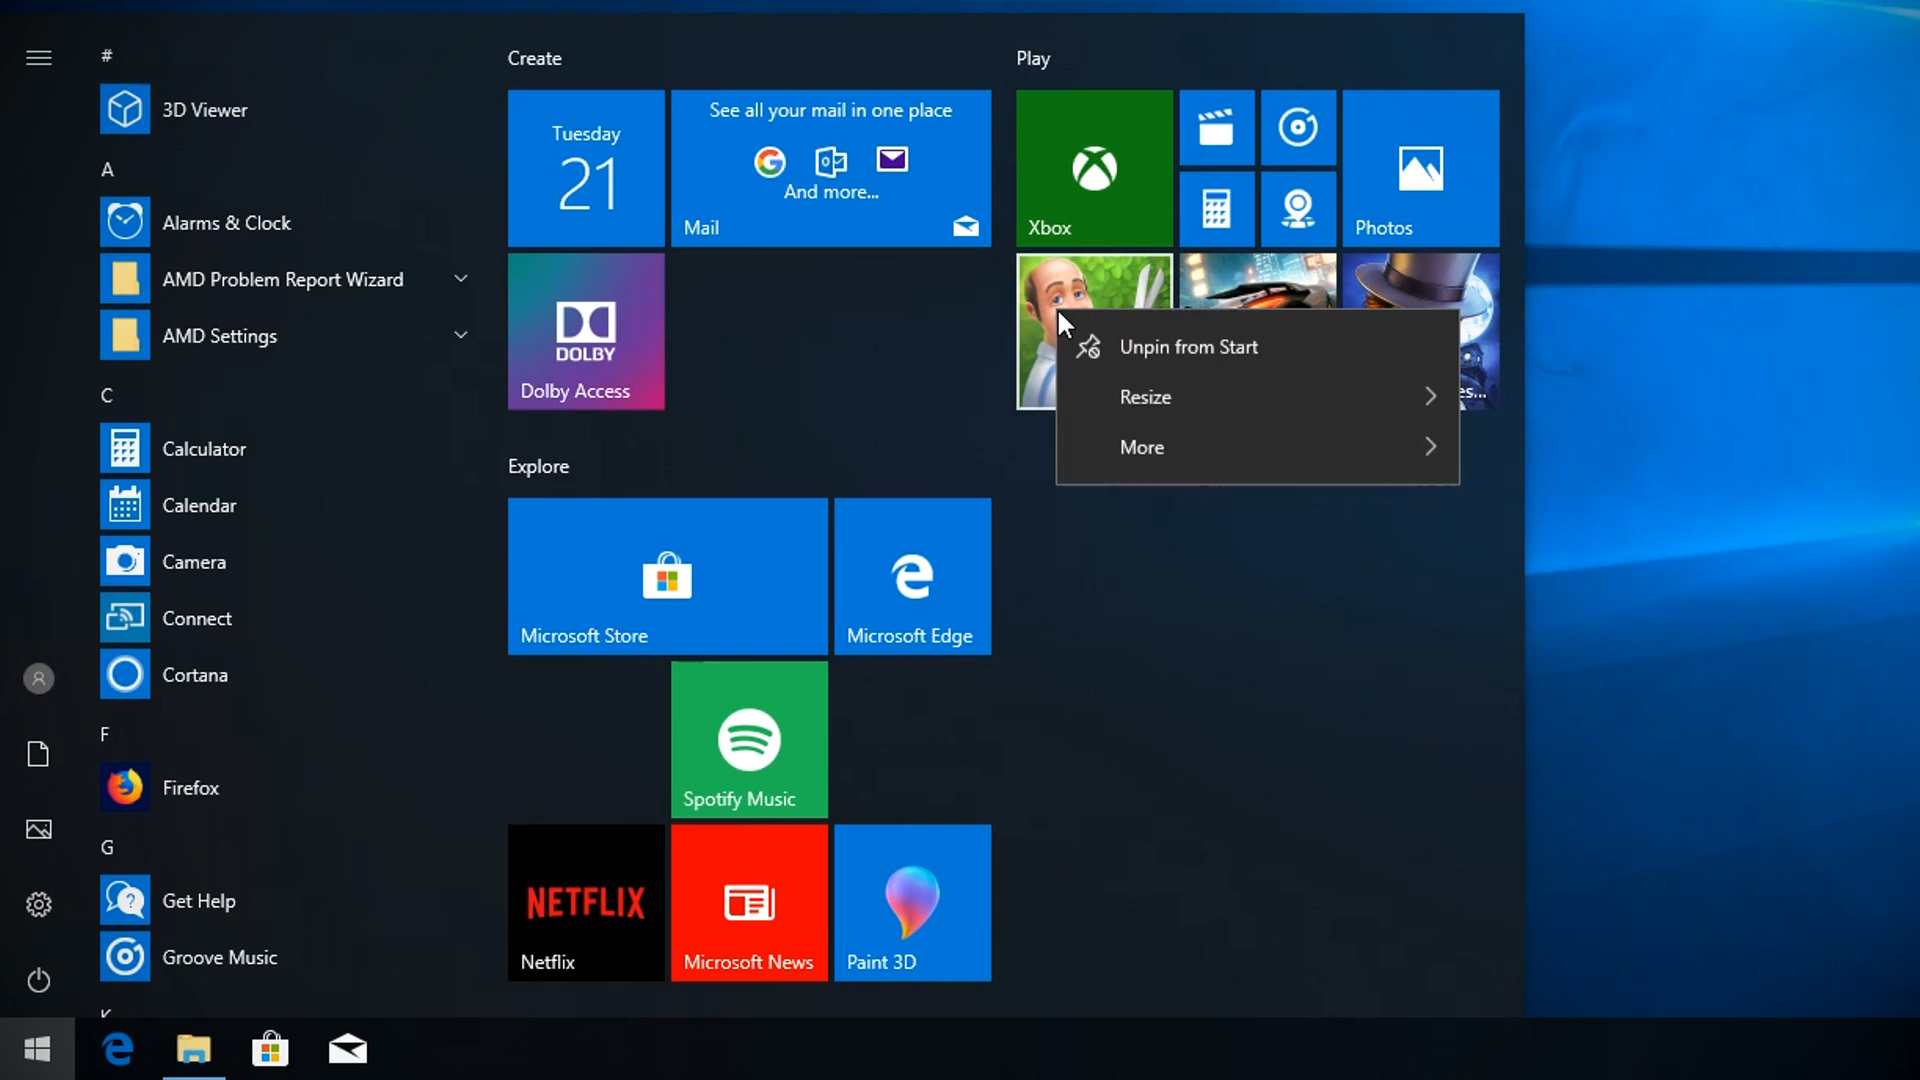 #
3D Viewer
A
Alarms & Clock
AMD Problem Report Wizard
AMD Settings
C
Calculator
Calendar
Camera
Connect
Cortana
F
Firefox
G
Get Help
Groove Music
K
Create
Tuesday
21
See all your mail in one place
And more...
Mail
DOLBY
Dolby Access
Explore
Microsoft Store
Microsoft Edge
Spotify Music
NETFLIX
Netflix
Microsoft News
Paint 3D
Play
Xbox
Photos
es...
Unpin from Start
Resize
More